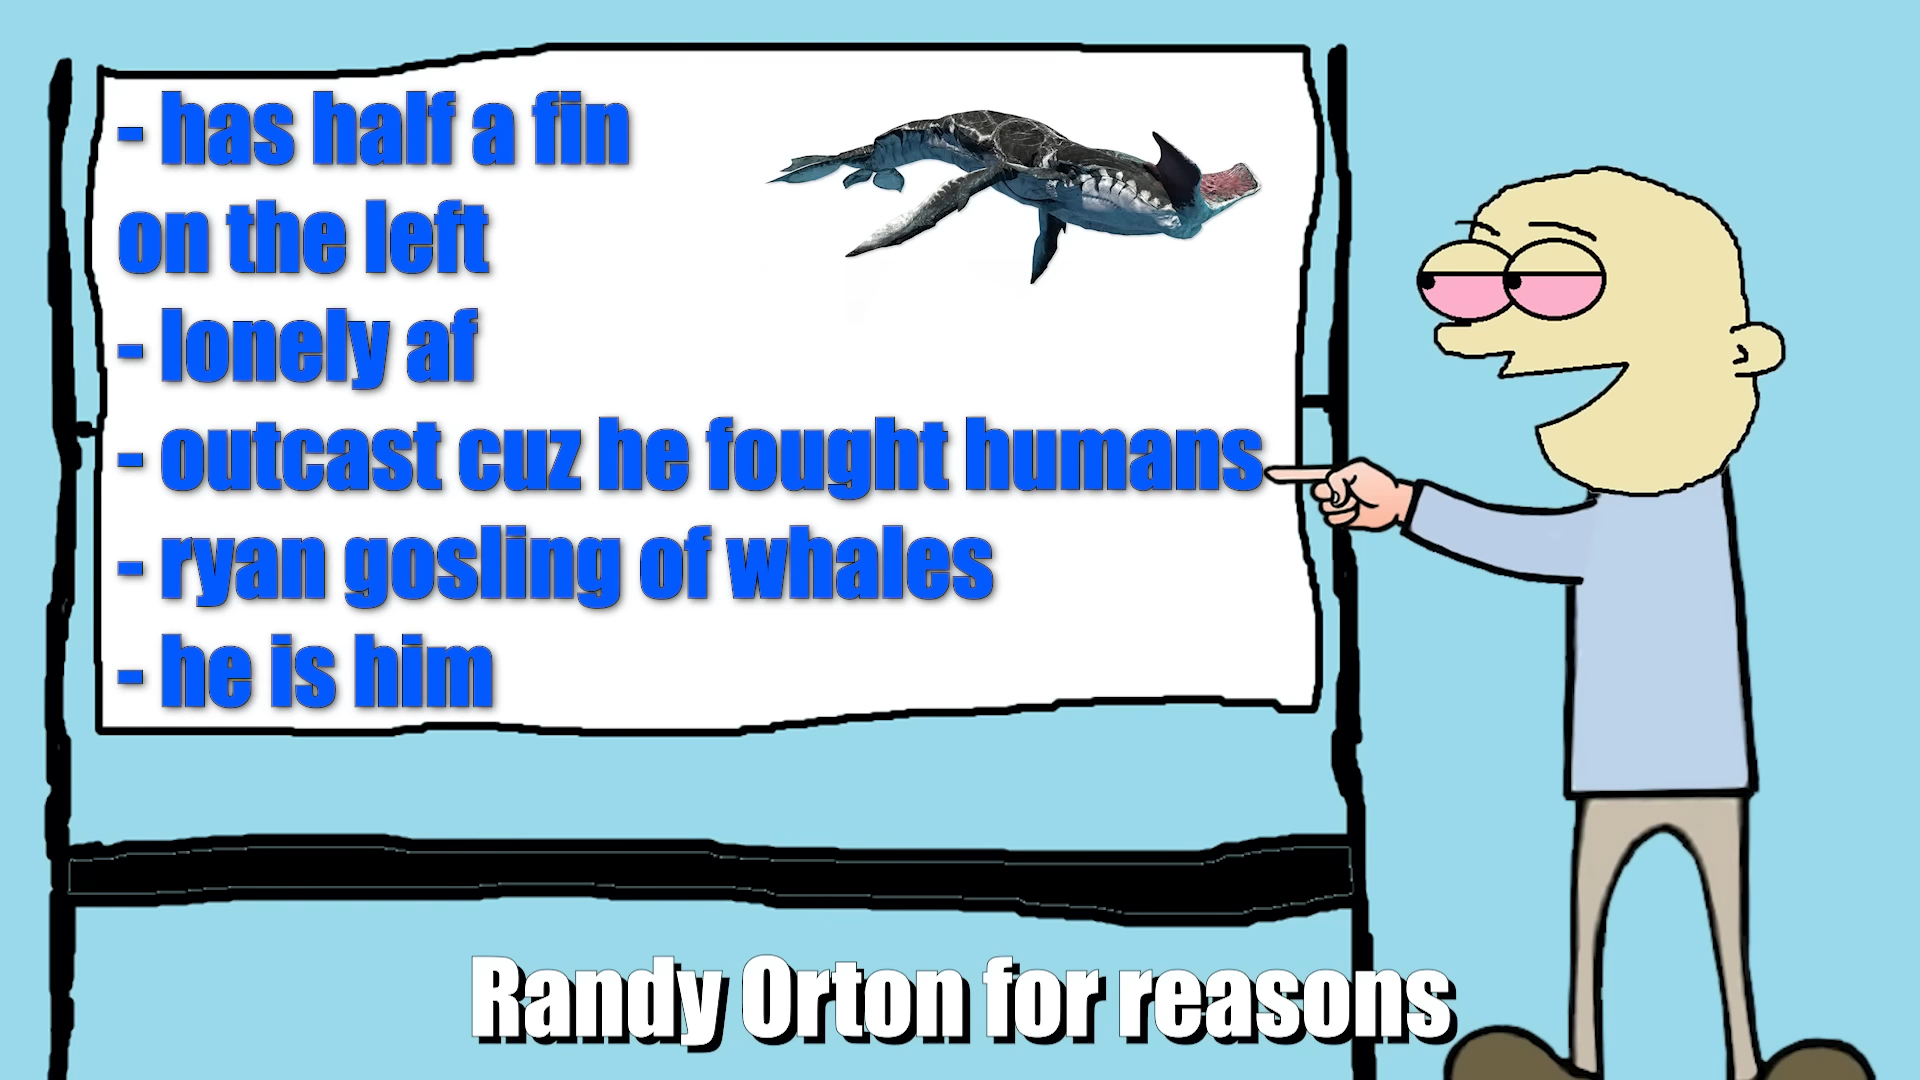 - has half a fin
on the left
- lonely af
- outcast cuz he fought humans
- ryan gosling of whales
- he is him
Randy Orton for reasons